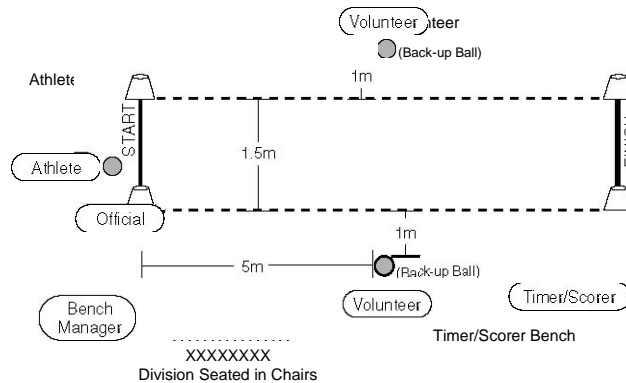 Volunteer
(Back-up Ball)
Athlete
1m
START
1.5m
Athlete
Official
1m
5m
(Back-up Ball)
Bench
Manager
Volunteer
Timer/Scorer
Timer/Scorer Bench
XXXXXXXX
Division Seated in Chairs